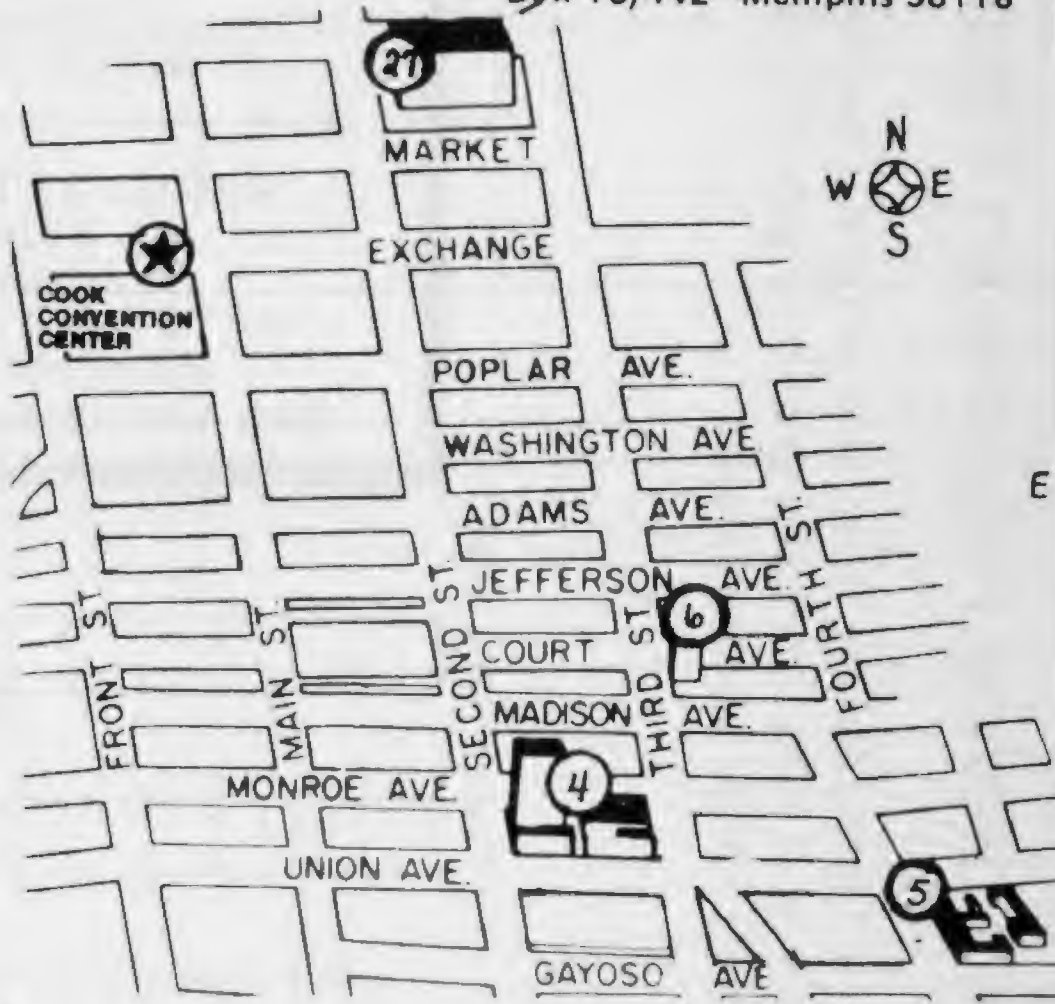 Memphis 38118
27
MARKET
N
W E
S
EXCHANGE
COOK
CONVENTION
CENTER
POPLAR AVE.
WASHINGTON AVE.
E
ADAMS AVE.
JEFFERSON AVE.
6
COURT AVE.
FRONT ST.
MAIN ST.
SECOND ST.
THIRD ST.
FOURTH ST.
MADISON AVE.
4
MONROE AVE.
UNION AVE.
5
GAYOSO AVE